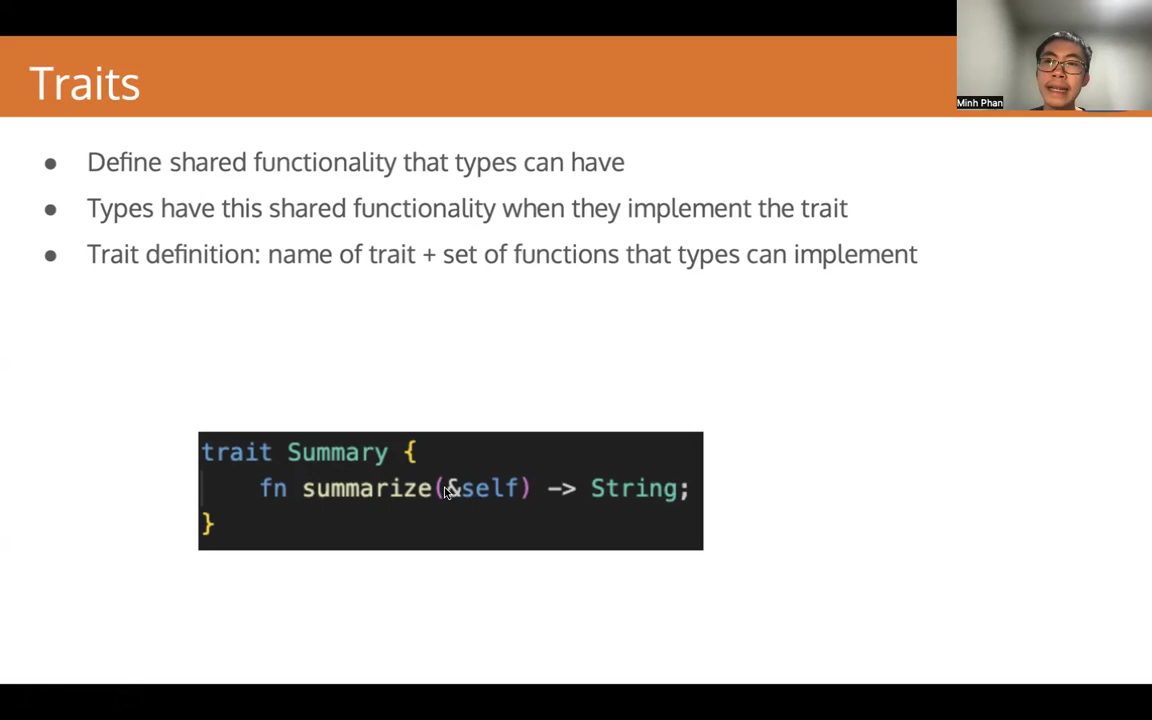 Traits
Minh Phan
● Define shared functionality that types can have
● Types have this shared functionality when they implement the trait
● Trait definition: name of trait + set of functions that types can implement
trait Summary {
fn summarize(&self) -> String;
}